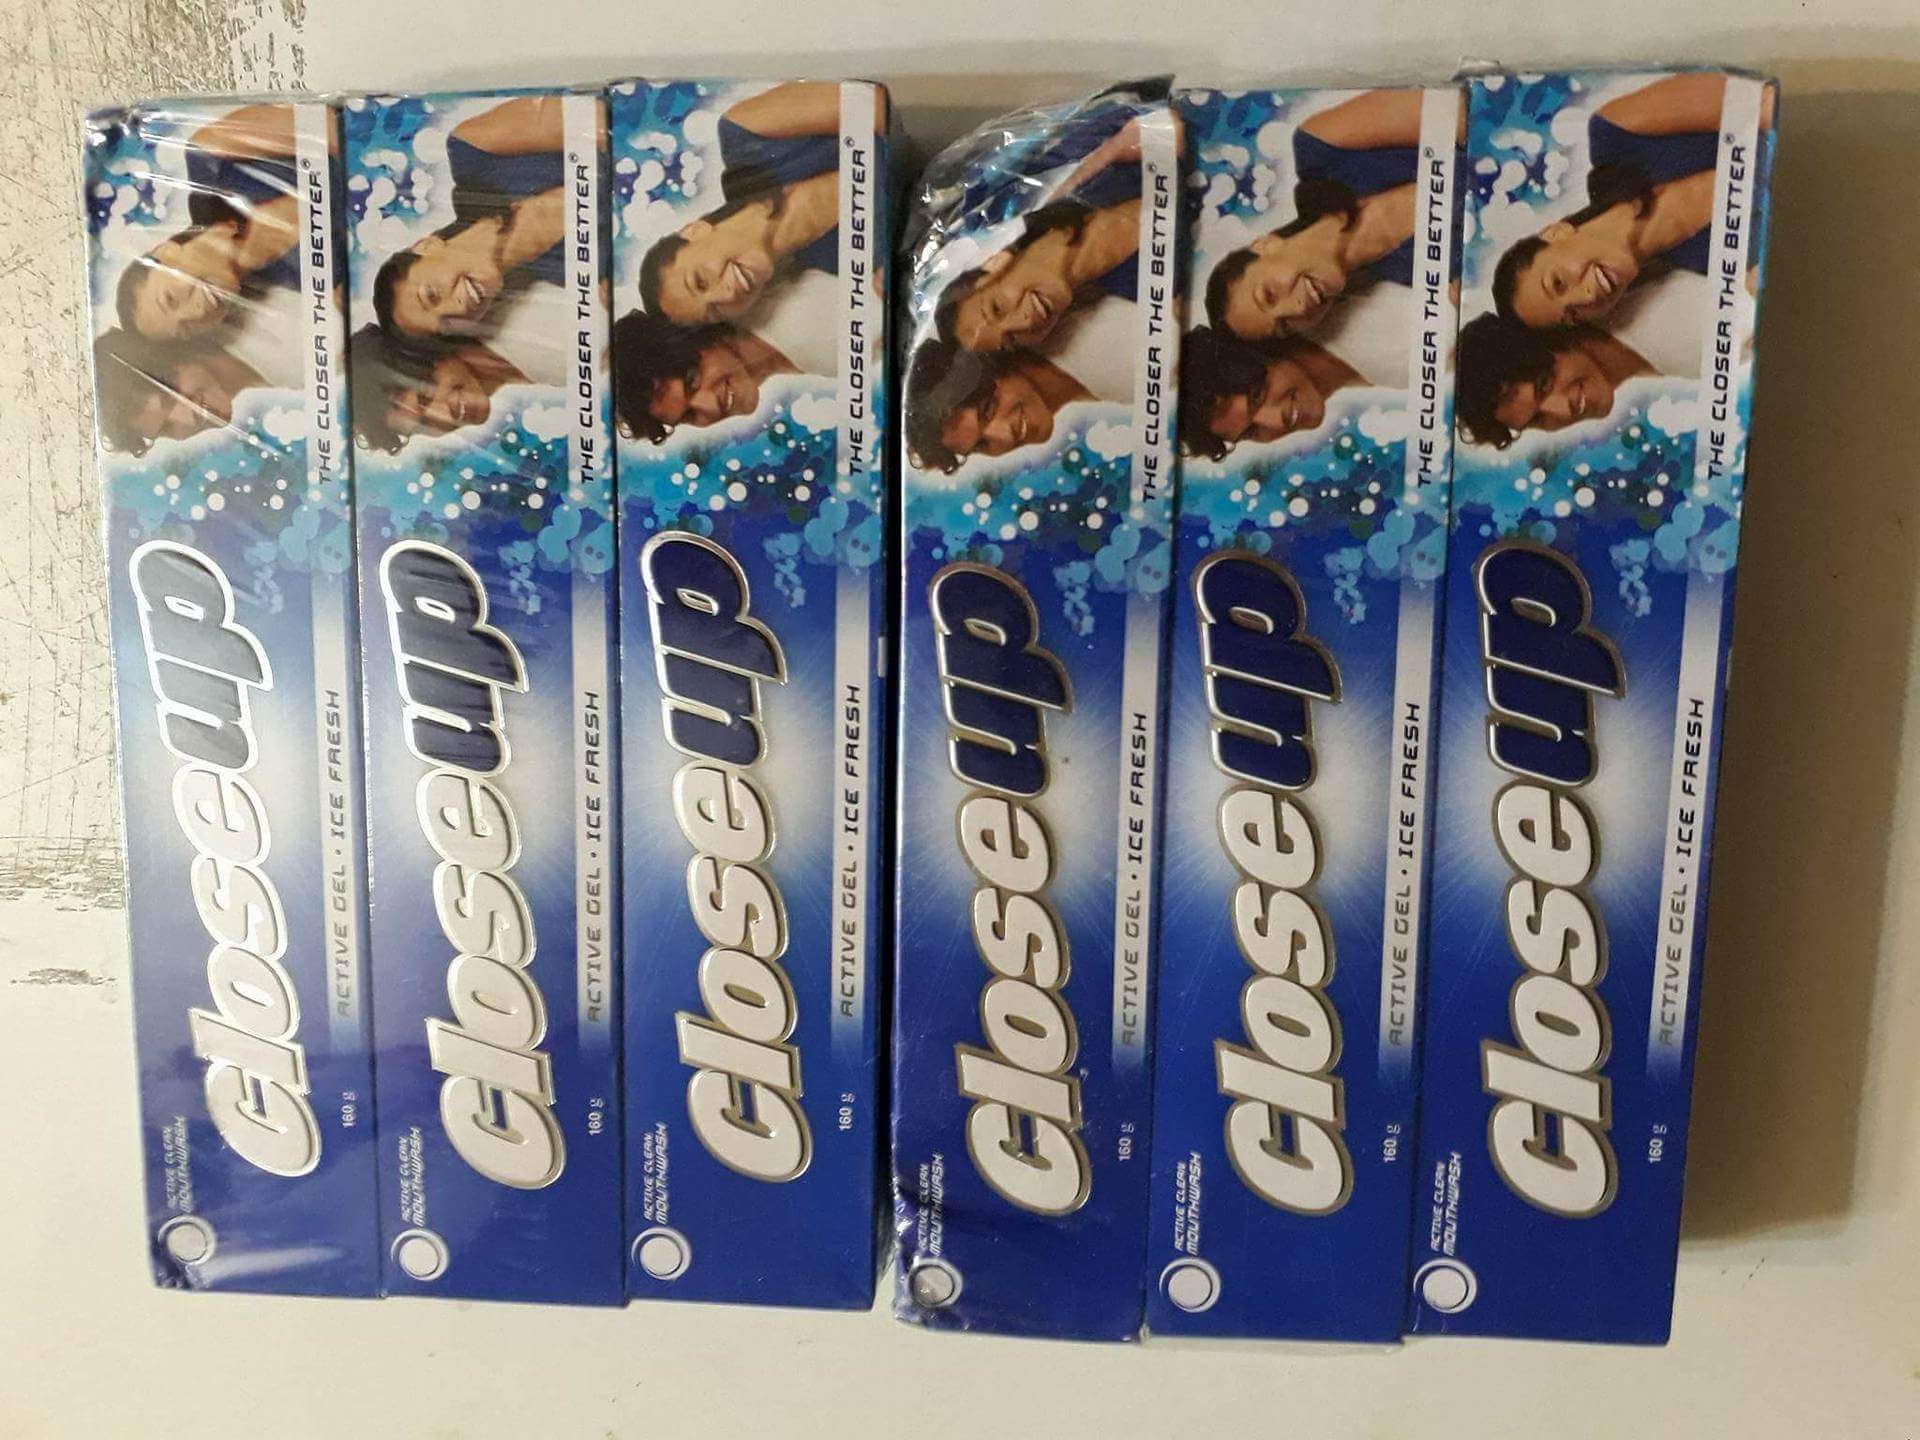 THE CLOSER THE BETTER®
closeup
ACTIVE GEL • ICE FRESH
160 g
ACTIVE CLEAN
MOUTHWASH
THE CLOSER THE BETTER®
closeup
ACTIVE GEL • ICE FRESH
160 g
ACTIVE CLEAN
MOUTHWASH
THE CLOSER THE BETTER®
closeup
ACTIVE GEL • ICE FRESH
160 g
ACTIVE CLEAN
MOUTHWASH
THE CLOSER THE BETTER®
closeup
ACTIVE GEL • ICE FRESH
160 g
ACTIVE CLEAN
MOUTHWASH
THE CLOSER THE BETTER®
closeup
ACTIVE GEL • ICE FRESH
160 g
ACTIVE CLEAN
MOUTHWASH
THE CLOSER THE BETTER®
closeup
ACTIVE GEL • ICE FRESH
160 g
ACTIVE CLEAN
MOUTHWASH